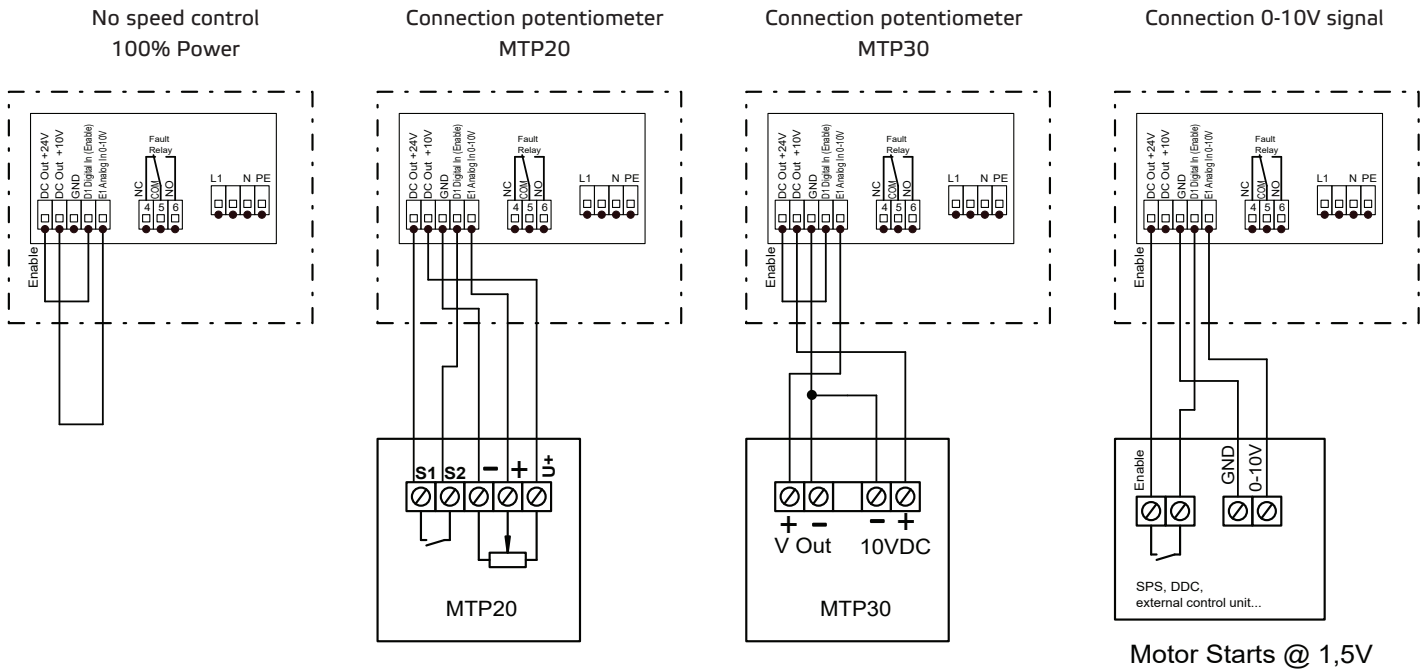 No speed control
100% Power
DC Out +24V
DC Out +10V
GND
D1 Digital In (Enable)
E1 Analog In 0-10V
Fault
Relay
NC
COM
NO
4 5 6
L1 N PE
Enable
Connection potentiometer
MTP20
DC Out +24V
DC Out +10V
GND
D1 Digital In (Enable)
E1 Analog In 0-10V
Fault
Relay
NC
COM
NO
4 5 6
L1 N PE
S1 S2 − + U+
MTP20
Connection potentiometer
MTP30
DC Out +24V
DC Out +10V
GND
D1 Digital In (Enable)
E1 Analog In 0-10V
Fault
Relay
NC
COM
NO
4 5 6
L1 N PE
Enable
+ − − +
V Out 10VDC
MTP30
Connection 0-10V signal
DC Out +24V
DC Out +10V
GND
D1 Digital In (Enable)
E1 Analog In 0-10V
Fault
Relay
NC
COM
NO
4 5 6
L1 N PE
Enable
Enable
GND
0-10V
SPS, DDC,
external control unit...
Motor Starts @ 1,5V